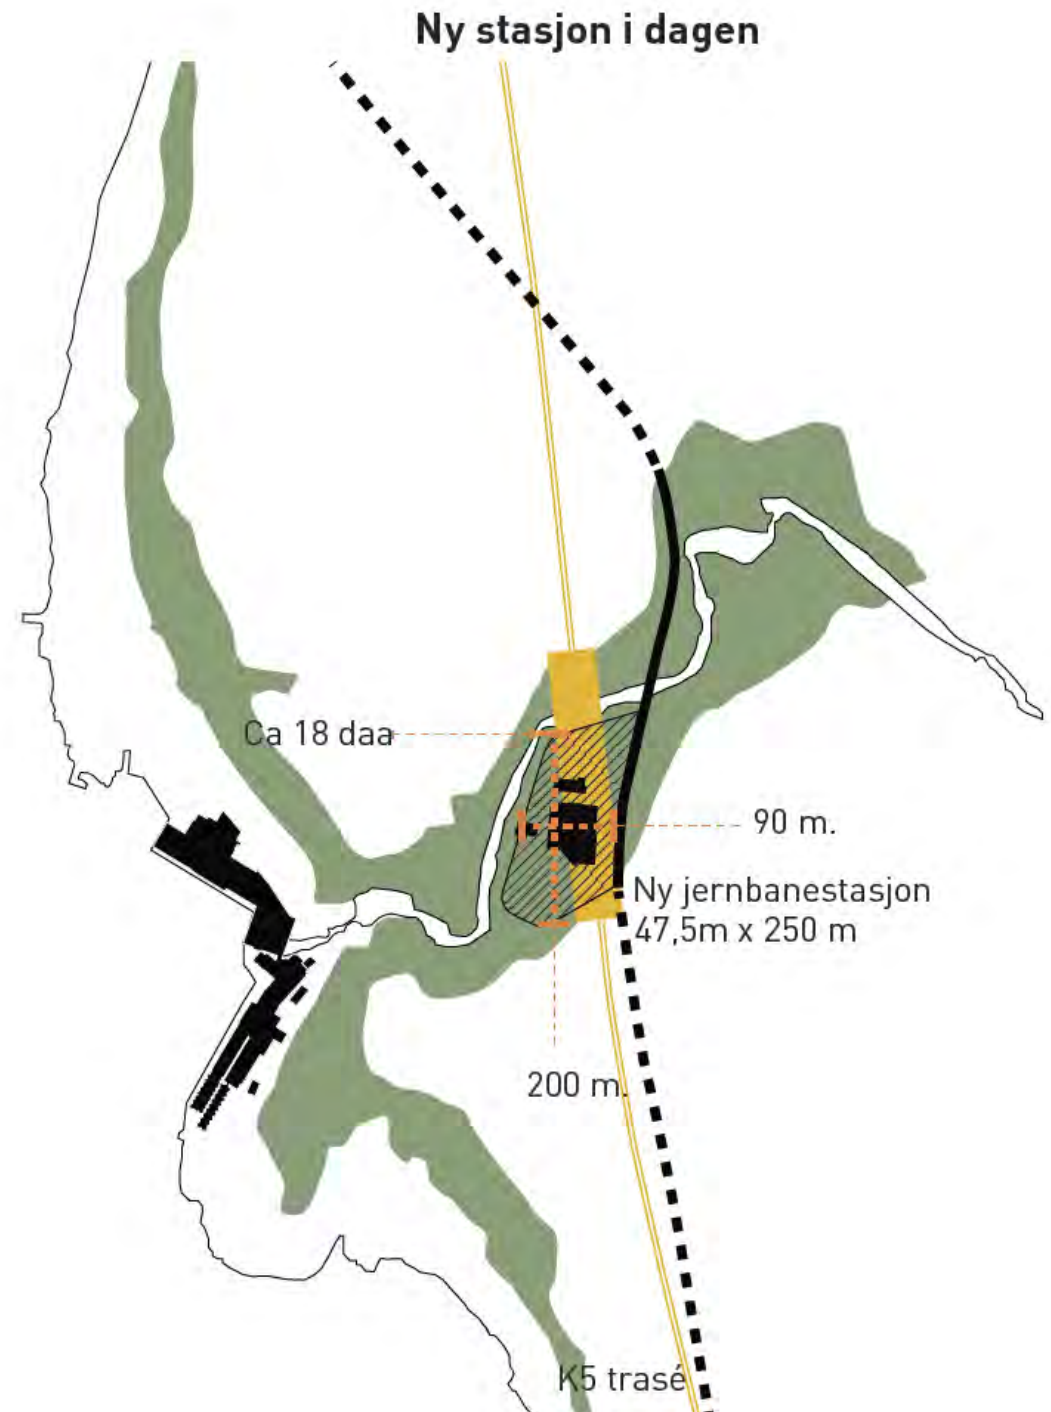 Ny stasjon i dagen
Ca 18 daa
90 m.
Ny jernbanestasjon
47,5m x 250 m
200 m.
K5 trasé